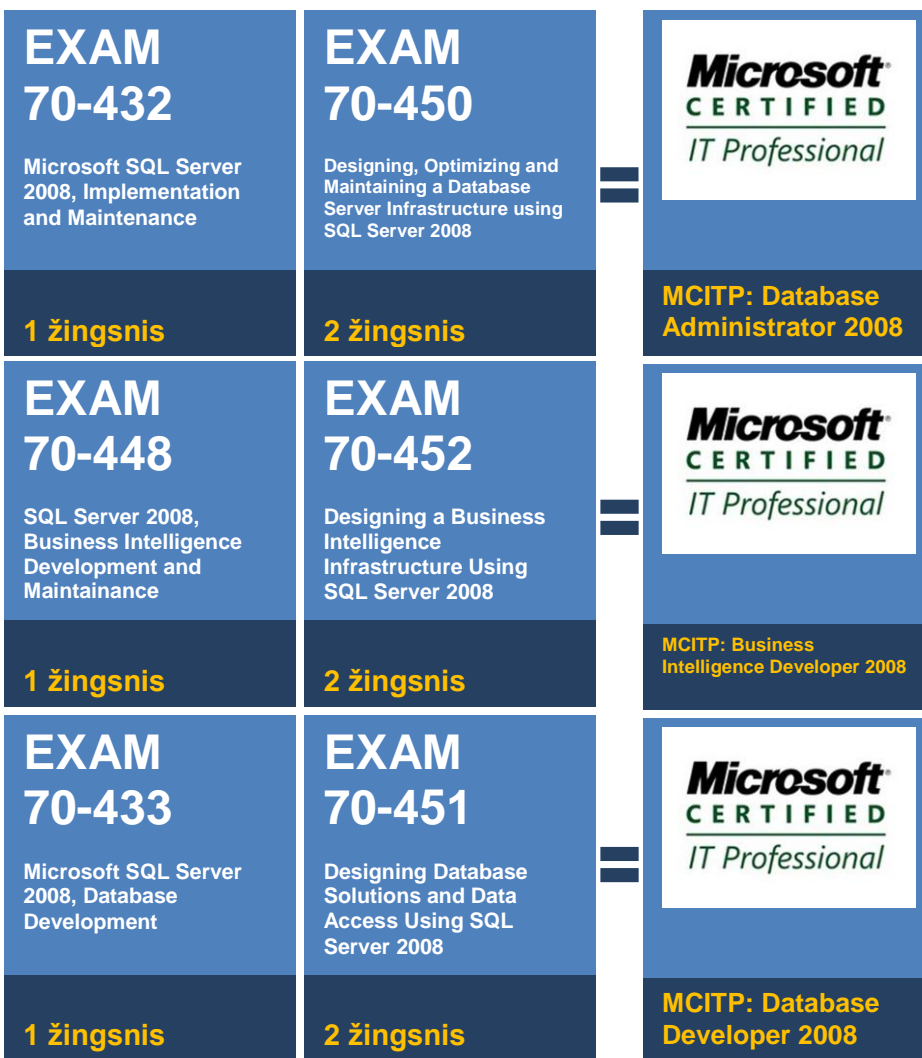 EXAM
70-432
Microsoft SQL Server
2008, Implementation
and Maintenance
1 žingsnis
EXAM
70-450
Designing, Optimizing and
Maintaining a Database
Server Infrastructure using
SQL Server 2008
2 žingsnis
=
Microsoft
CERTIFIED
IT Professional
MCITP: Database
Administrator 2008
EXAM
70-448
SQL Server 2008,
Business Intelligence
Development and
Maintainance
1 žingsnis
EXAM
70-452
Designing a Business
Intelligence
Infrastructure Using
SQL Server 2008
2 žingsnis
=
Microsoft
CERTIFIED
IT Professional
MCITP: Business
Intelligence Developer 2008
EXAM
70-433
Microsoft SQL Server
2008, Database
Development
1 žingsnis
EXAM
70-451
Designing Database
Solutions and Data
Access Using SQL
Server 2008
2 žingsnis
=
Microsoft
CERTIFIED
IT Professional
MCITP: Database
Developer 2008